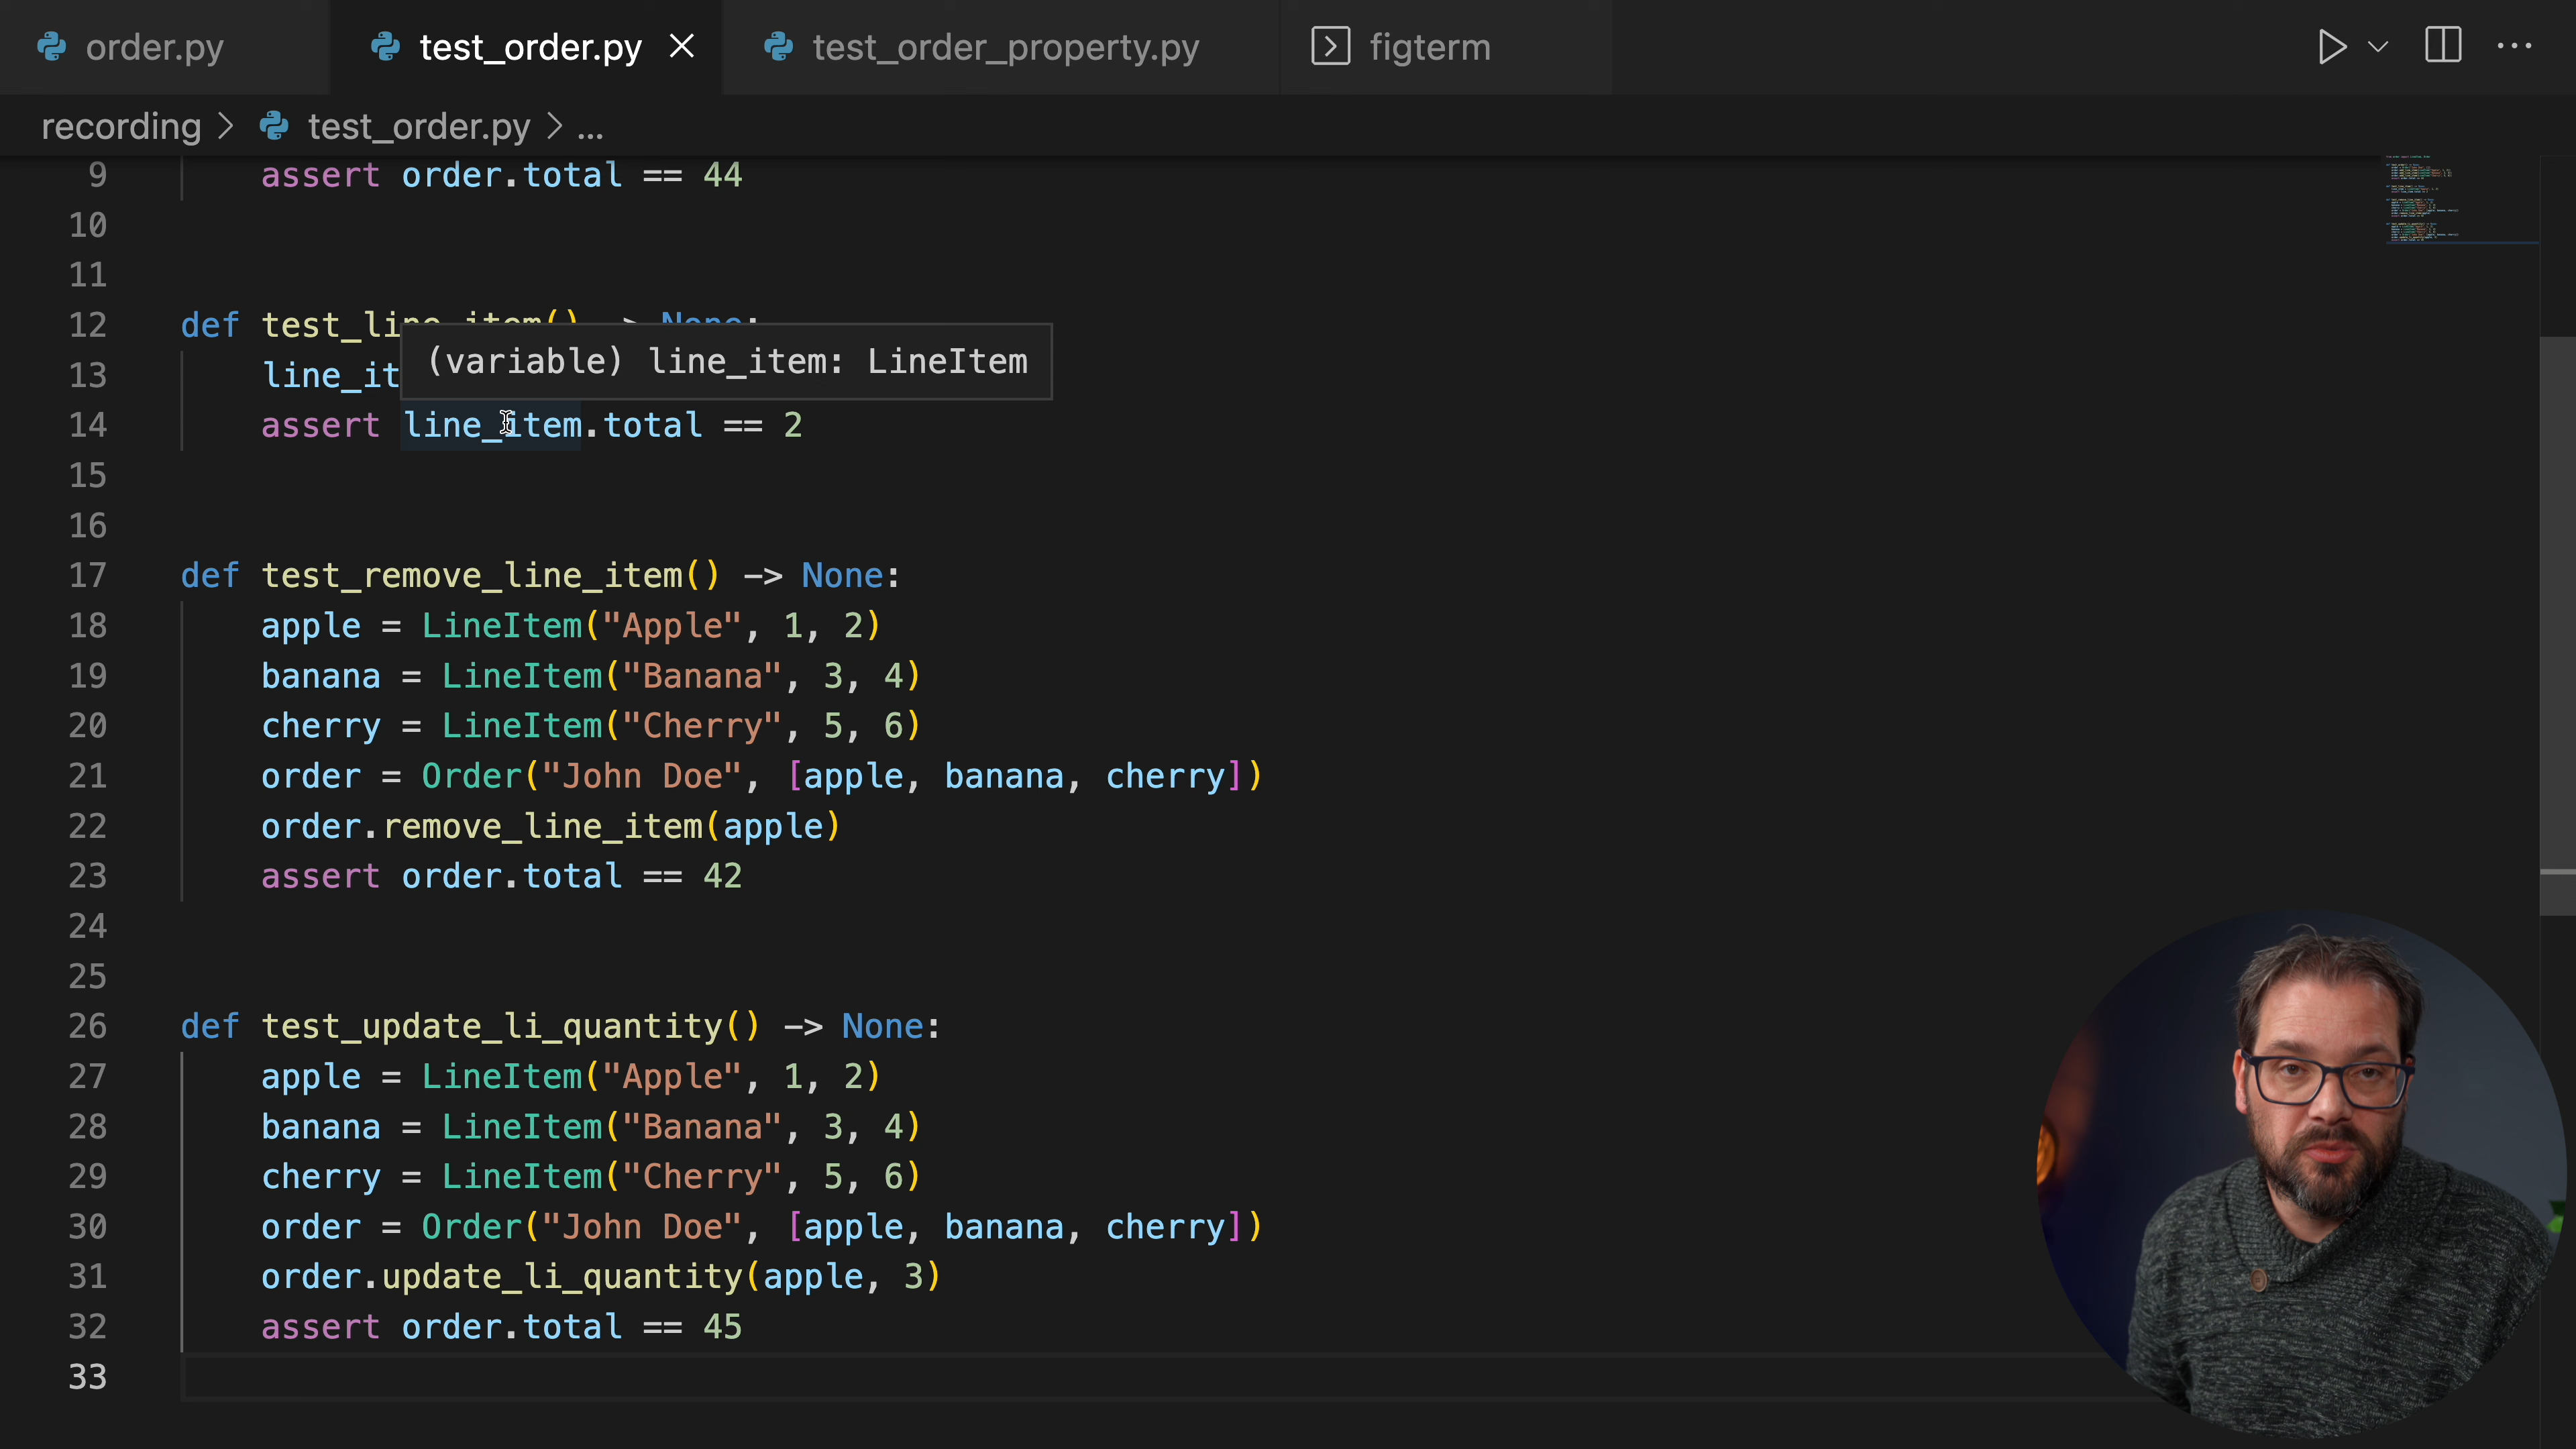 order.py test_order.py test_order_property.py figterm
recording > test_order.py > ...
9 assert order.total == 44
10
11
12 def test_line_item() -> None:
(variable) line_item: LineItem
13 line_it
14 assert line_item.total == 2
15
16
17 def test_remove_line_item() -> None:
18 apple = LineItem("Apple", 1, 2)
19 banana = LineItem("Banana", 3, 4)
20 cherry = LineItem("Cherry", 5, 6)
21 order = Order("John Doe", [apple, banana, cherry])
22 order.remove_line_item(apple)
23 assert order.total == 42
24
25
26 def test_update_li_quantity() -> None:
27 apple = LineItem("Apple", 1, 2)
28 banana = LineItem("Banana", 3, 4)
29 cherry = LineItem("Cherry", 5, 6)
30 order = Order("John Doe", [apple, banana, cherry])
31 order.update_li_quantity(apple, 3)
32 assert order.total == 45
33